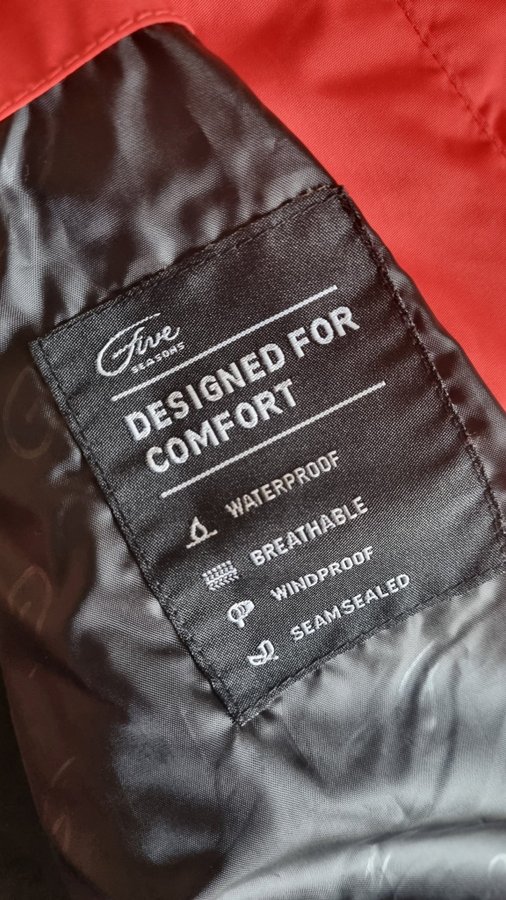 Five
SEASONS
DESIGNED FOR
COMFORT
WATERPROOF
BREATHABLE
WINDPROOF
SEAMSEALED